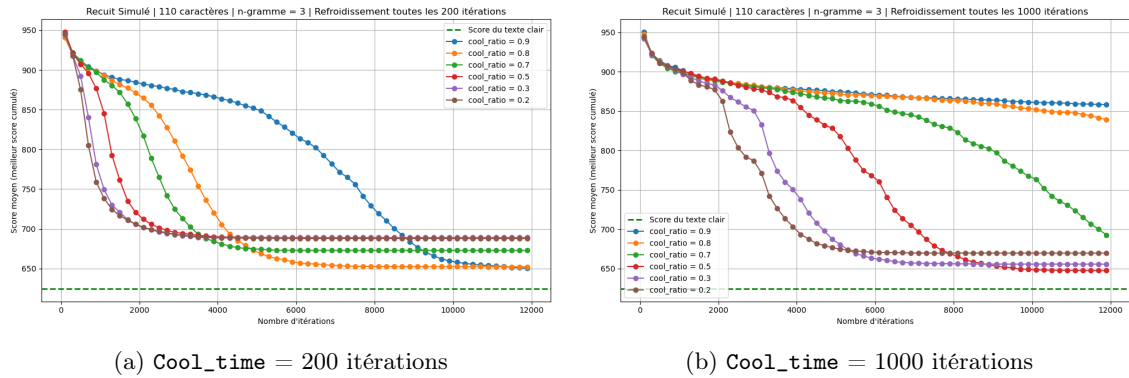 Recuit Simulé | 110 caractères | n-gramme = 3 | Refroidissement toutes les 200 itérations
Score moyen (meilleur score cumulé)
950
900
850
800
750
700
650
Score du texte clair
cool_ratio = 0.9
cool_ratio = 0.8
cool_ratio = 0.7
cool_ratio = 0.5
cool_ratio = 0.3
cool_ratio = 0.2
0 2000 4000 6000 8000 10000 12000
Nombre d'itérations
(a) Cool_time = 200 itérations
Recuit Simulé | 110 caractères | n-gramme = 3 | Refroidissement toutes les 1000 itérations
Score moyen (meilleur score cumulé)
950
900
850
800
750
700
650
Score du texte clair
cool_ratio = 0.9
cool_ratio = 0.8
cool_ratio = 0.7
cool_ratio = 0.5
cool_ratio = 0.3
cool_ratio = 0.2
0 2000 4000 6000 8000 10000 12000
Nombre d'itérations
(b) Cool_time = 1000 itérations